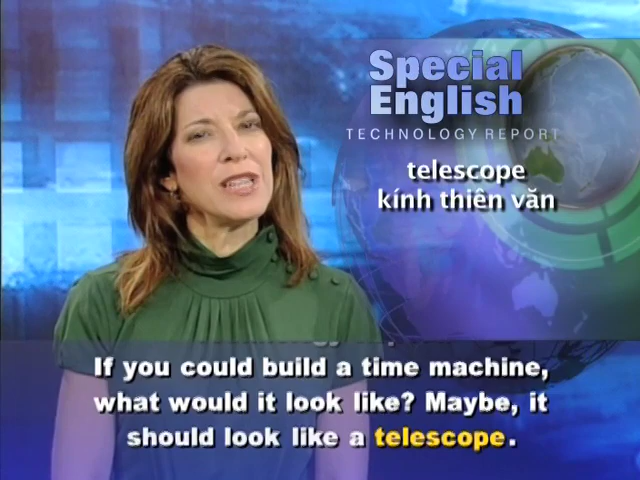 Special
English
TECHNOLOGY REPORT
telescope
kính thiên văn
If you could build a time machine,
what would it look like? Maybe, it
should look like a telescope.